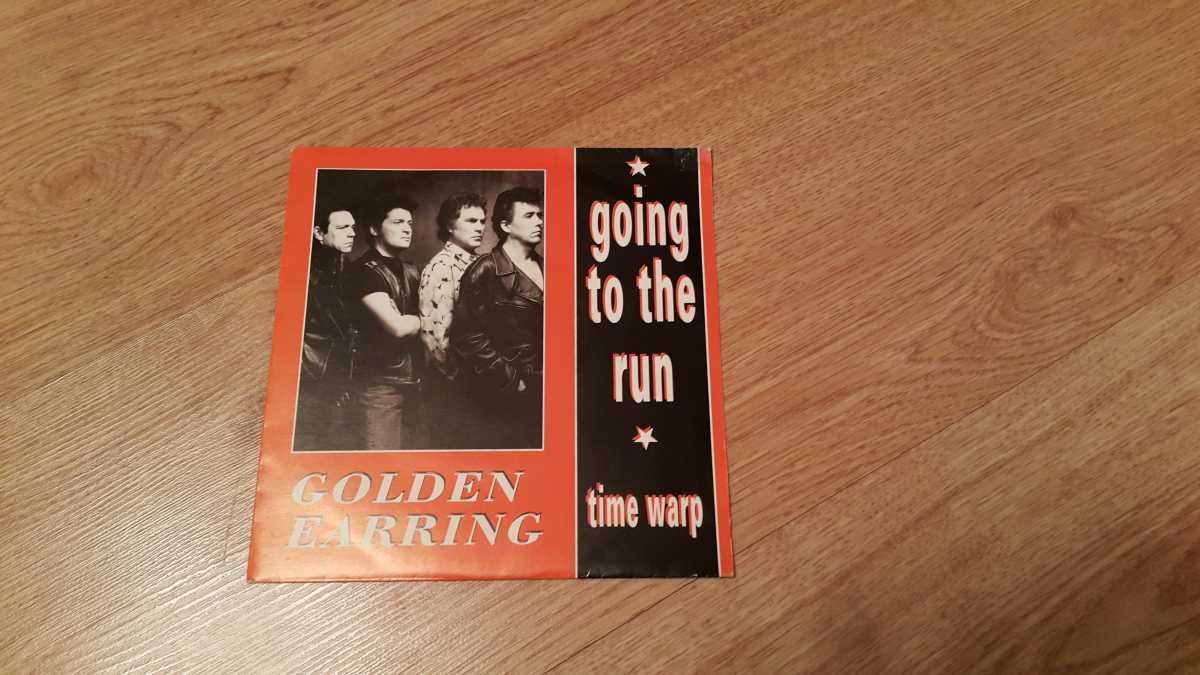 GOLDEN
EARRING
going
to the
run
time warp